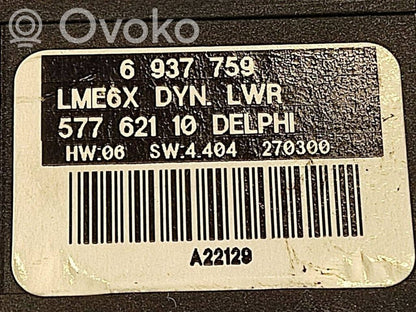 Ovoko
6 937 759
LME6X DYN. LWR
577 621 10 DELPHI
HW:06 SW:4.404 270300
A22129